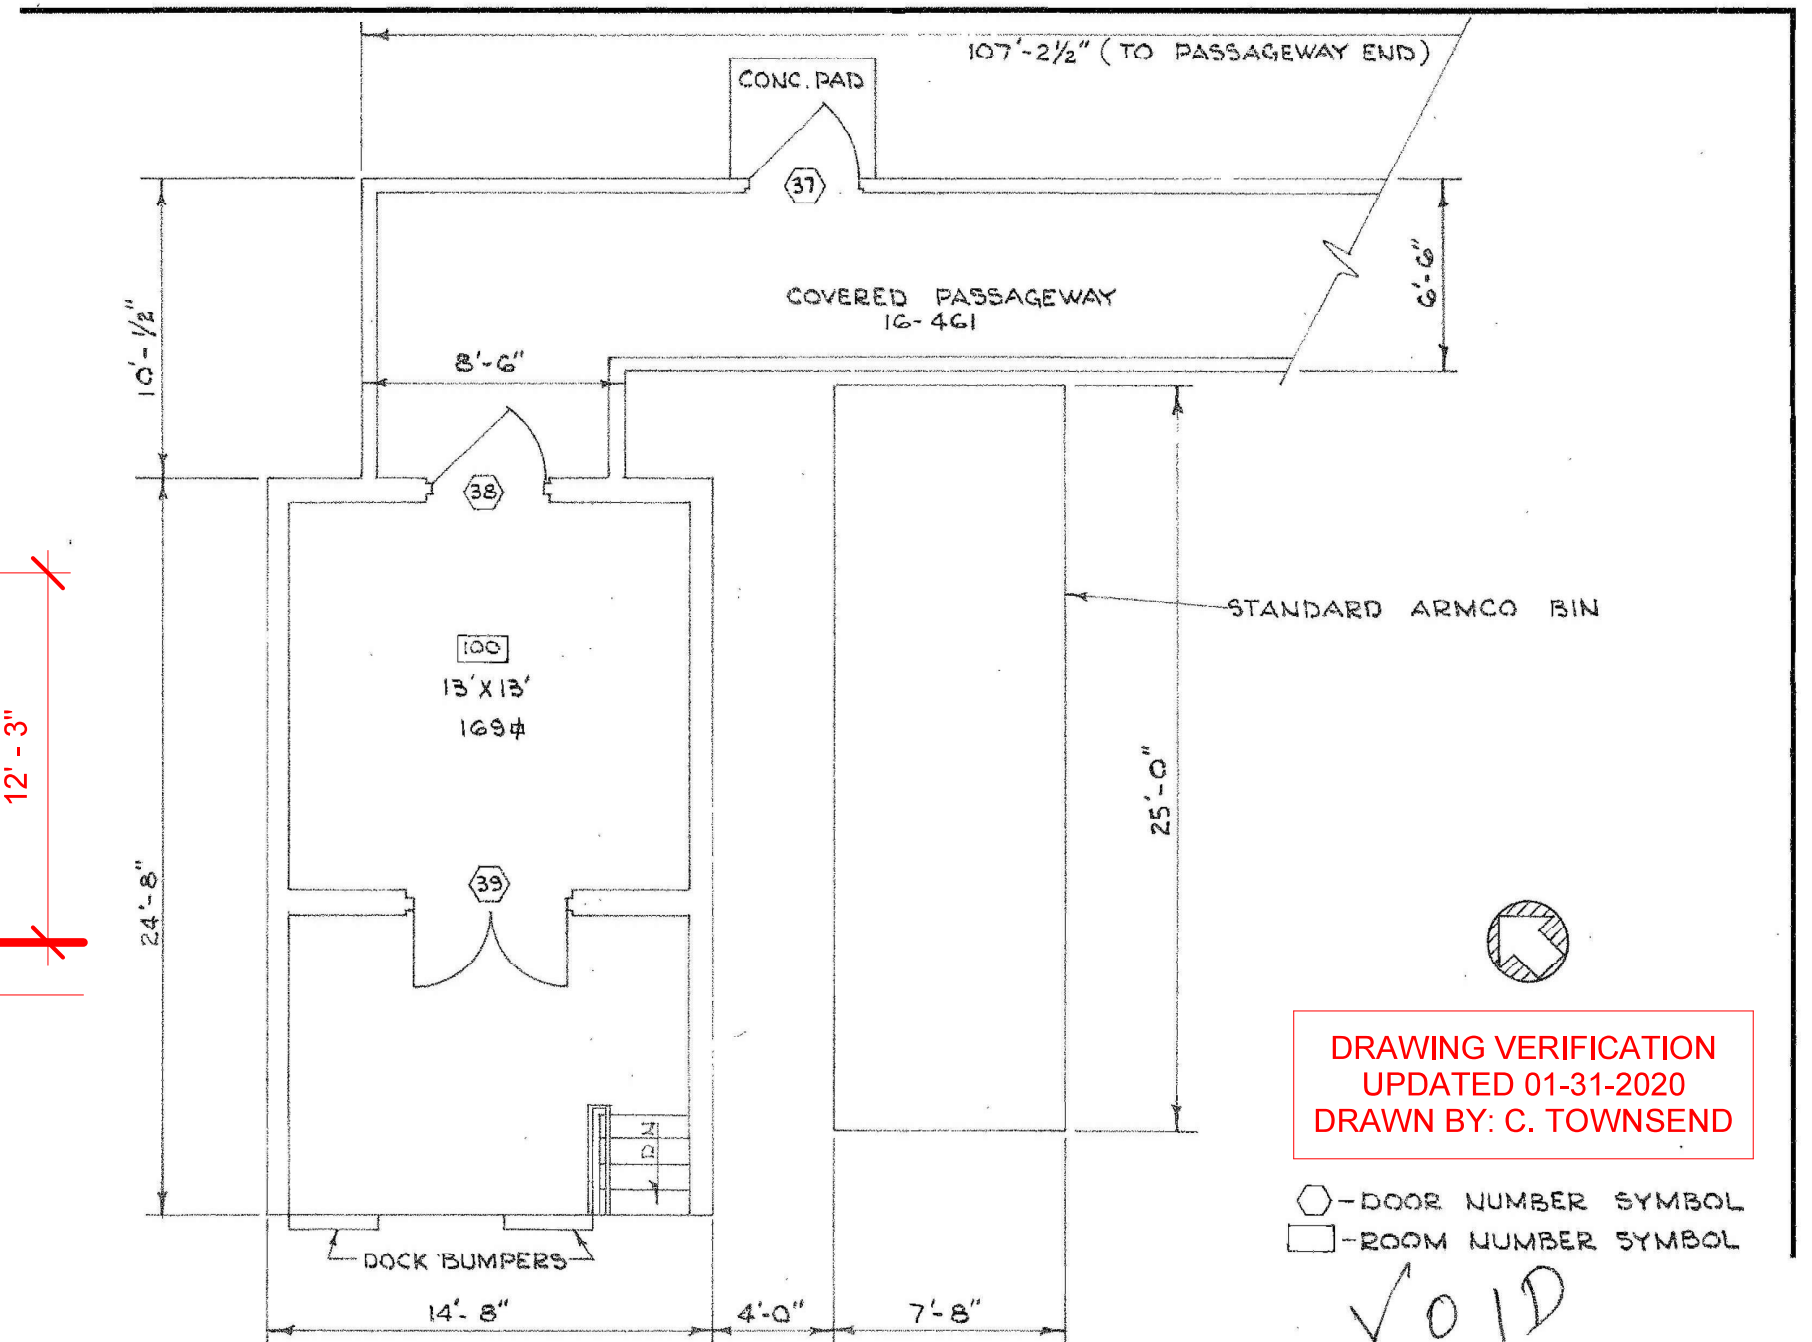 107'-2½" (TO PASSAGEWAY END)
CONC. PAD
37
10'-½"
COVERED PASSAGEWAY
16-461
6'-6"
8'-6"
38
STANDARD ARMCO BIN
100
13'X13'
169⌗
12' - 3"
25'-0"
24'-8"
39
DN
DRAWING VERIFICATION
UPDATED 01-31-2020
DRAWN BY: C. TOWNSEND
-DOOR NUMBER SYMBOL
-ROOM NUMBER SYMBOL
DOCK BUMPERS
14'-8"
4'-0"
7'-8"
VOID